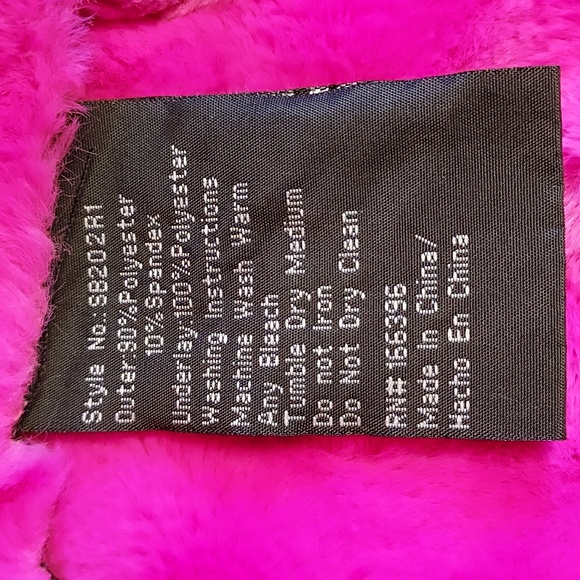 Style No.:SB202R1
Outer:90%Polyester
10%Spandex
Underlay:100%Polyester
Washing Instructions
Machine Wash Warm
Any Bleach
Tumble Dry Medium
Do not Iron
Do Not Dry Clean
RN# 166396
Made In China/
Hecho En China